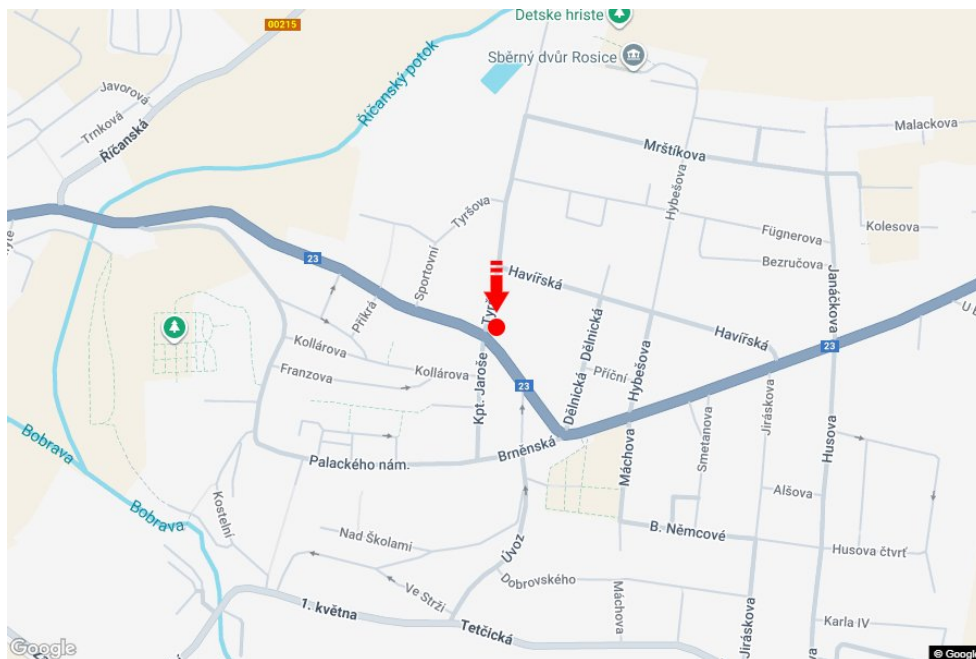 Detske hriste
00215
Sběrný dvůr Rosice
Říčanský potok
Javorová
Trnková
Říčanská
Malackova
Mrštíkova
Hybešova
Tyršova
Fügnerova
Kolesova
Bezručova
Sportovní
23
Havířská
Janáčkova
Příkrá
Tyrš
Dělnická
Havířská
23
Kollárova
Kpt. Jaroše
Hybešova
Franzova
Kollárova
23
Příční
Dělnická
Jiráskova
Smetanova
Husova
Brněnská
Máchova
Bobrava
Palackého nám.
Alšova
Kostelní
Bobrava
Nad Školami
Úvoz
B. Němcové
Husova čtvrť
Dobrovského
Ve Strži
Máchova
1. května
Karla IV
Tetčická
Jiráskova
Google
© Googl